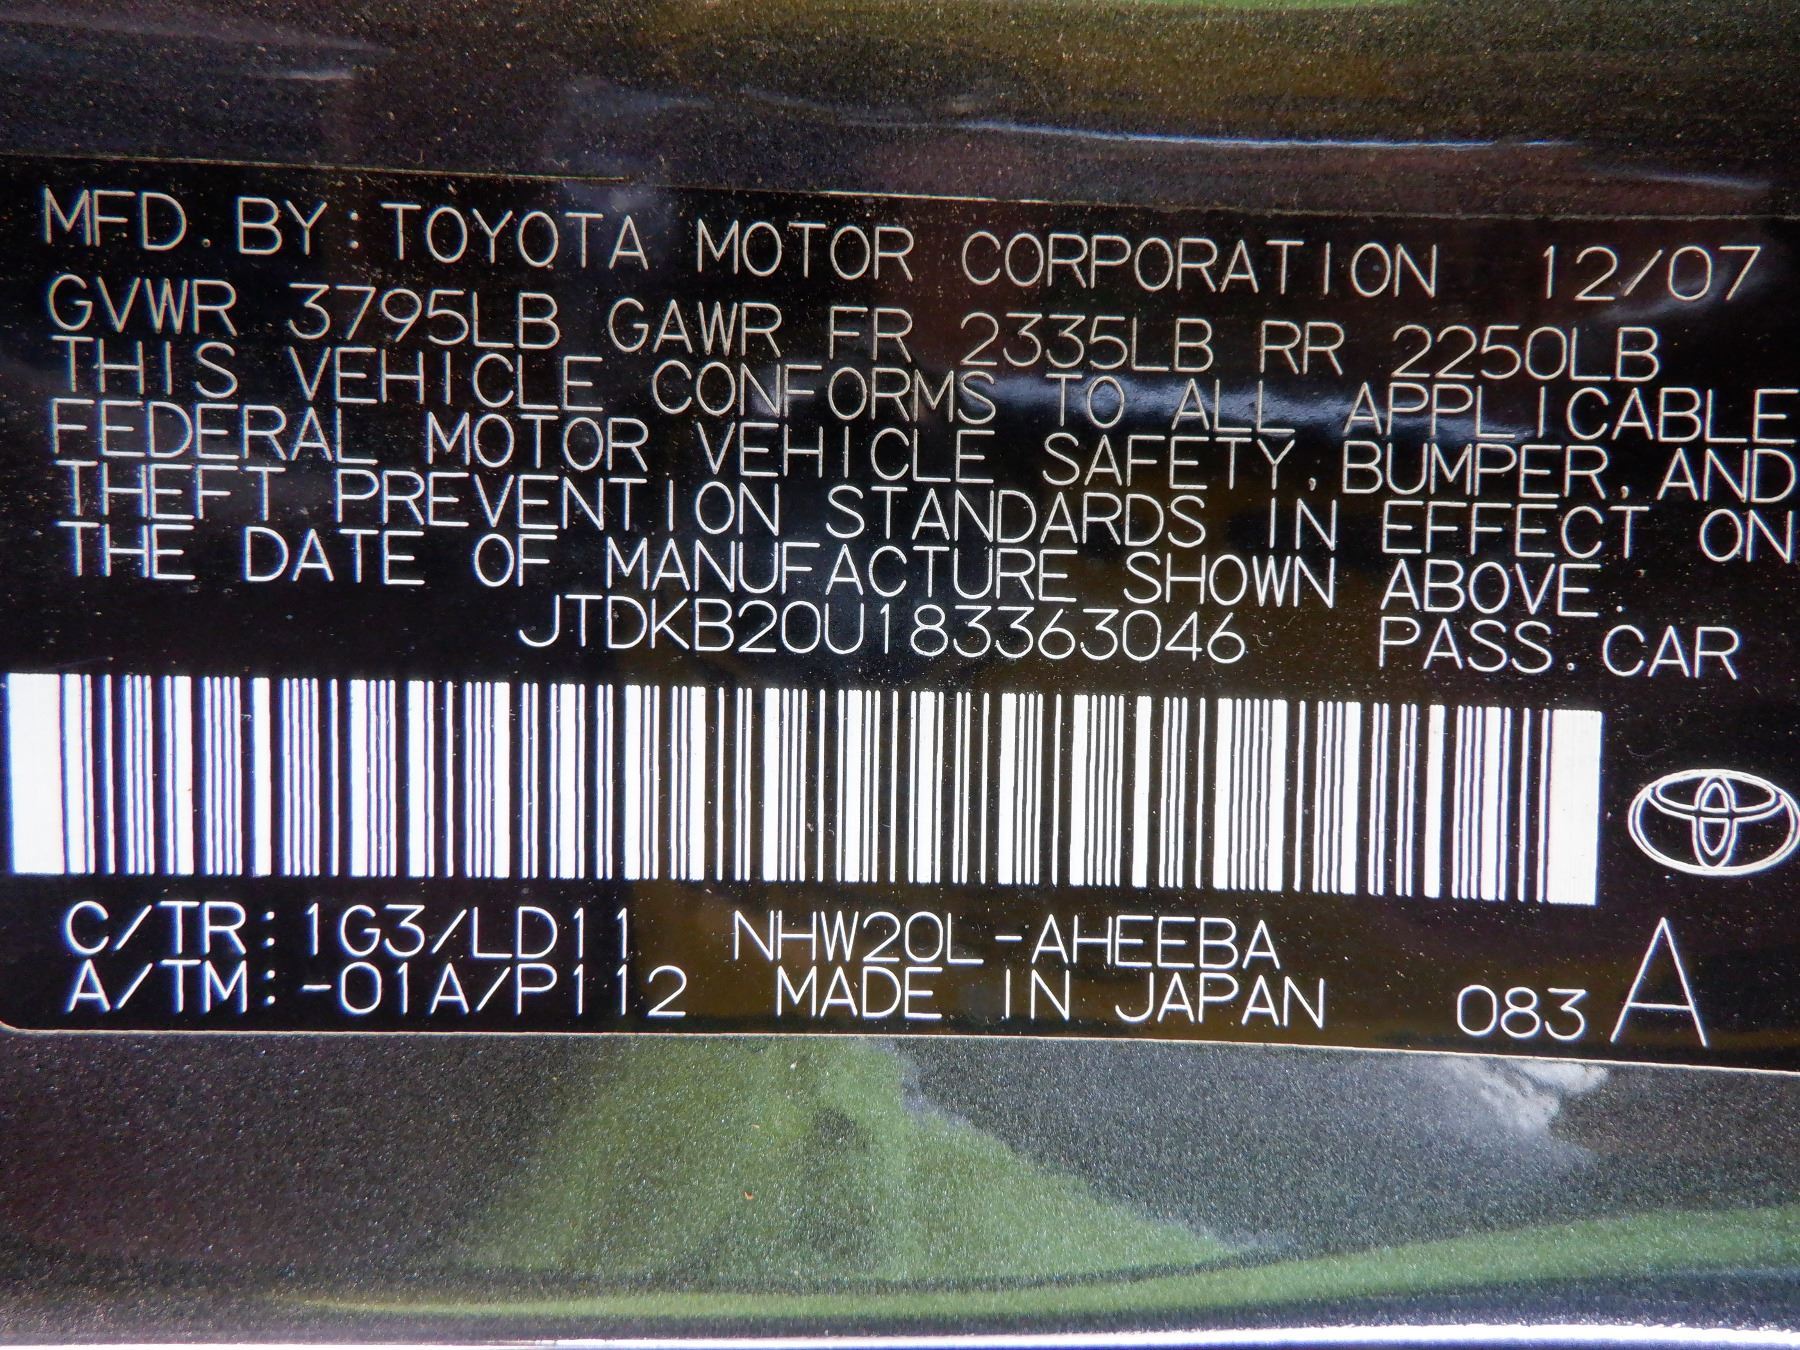 MFD. BY: TOYOTA MOTOR CORPORATION 12/07
GVWR 3795LB GAWR FR 2335LB RR 2250LB
THIS VEHICLE CONFORMS TO ALL APPLICABLE
FEDERAL MOTOR VEHICLE SAFETY, BUMPER, AND
THEFT PREVENTION STANDARDS IN EFFECT ON
THE DATE OF MANUFACTURE SHOWN ABOVE.
JTDKB20U183363046 PASS. CAR
C/TR: 1G3/LD11 NHW20L-AHEEBA
A/TM: -01A/P112 MADE IN JAPAN 083 A